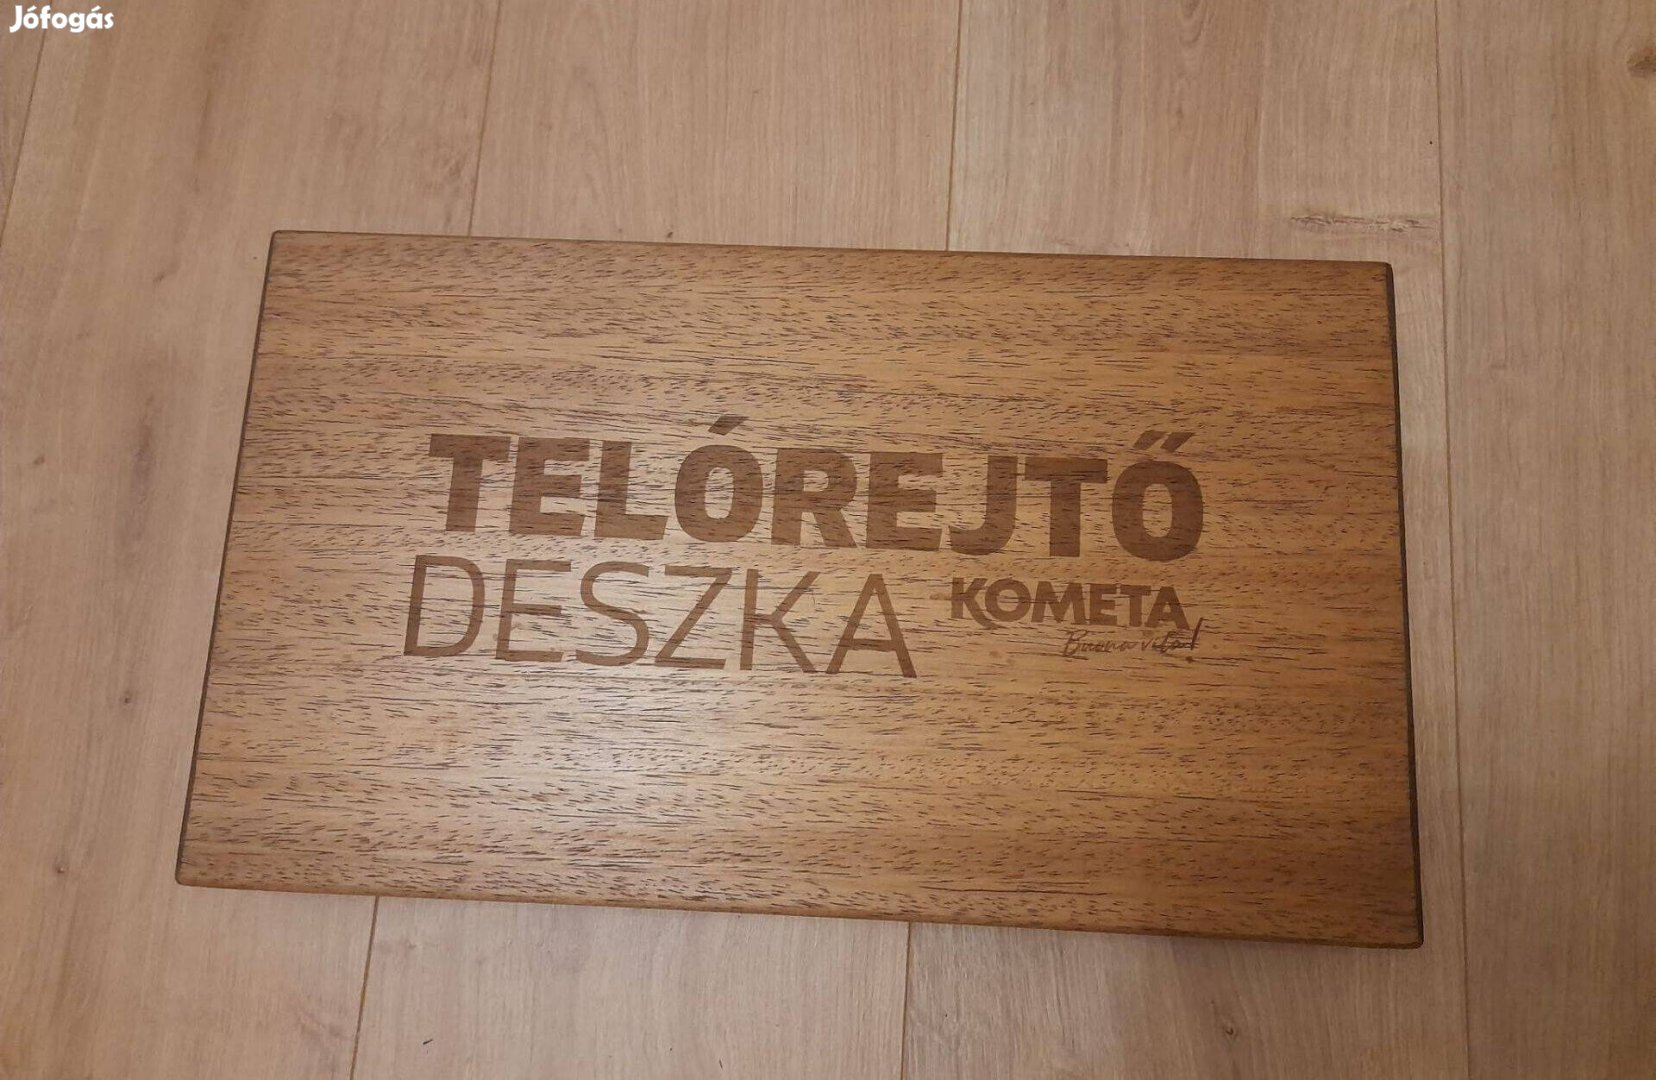 Jófogás
TELÓREJTŐ
DESZKA
KOMETA
Buona vita!